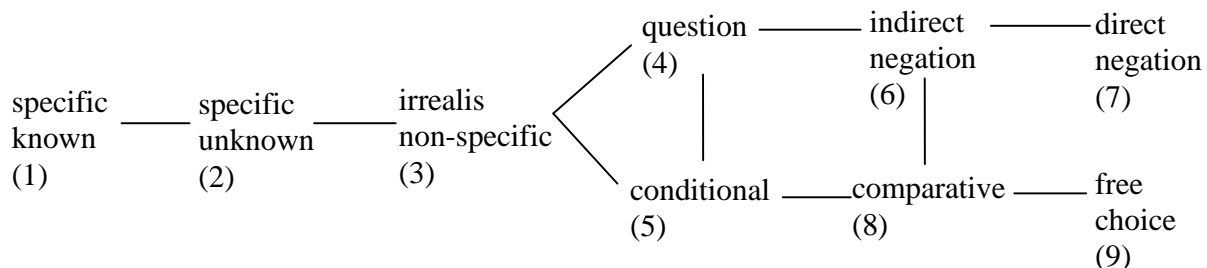 specific
known
(1)
specific
unknown
(2)
irrealis
non-specific
(3)
question
(4)
conditional
(5)
indirect
negation
(6)
comparative
(8)
direct
negation
(7)
free
choice
(9)